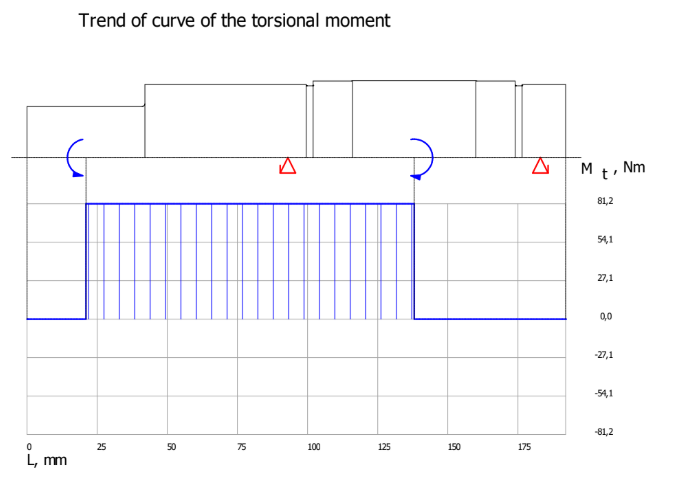 Trend of curve of the torsional moment
M t , Nm
81,2
54,1
27,1
0,0
-27,1
-54,1
-81,2
0 25 50 75 100 125 150 175
L, mm